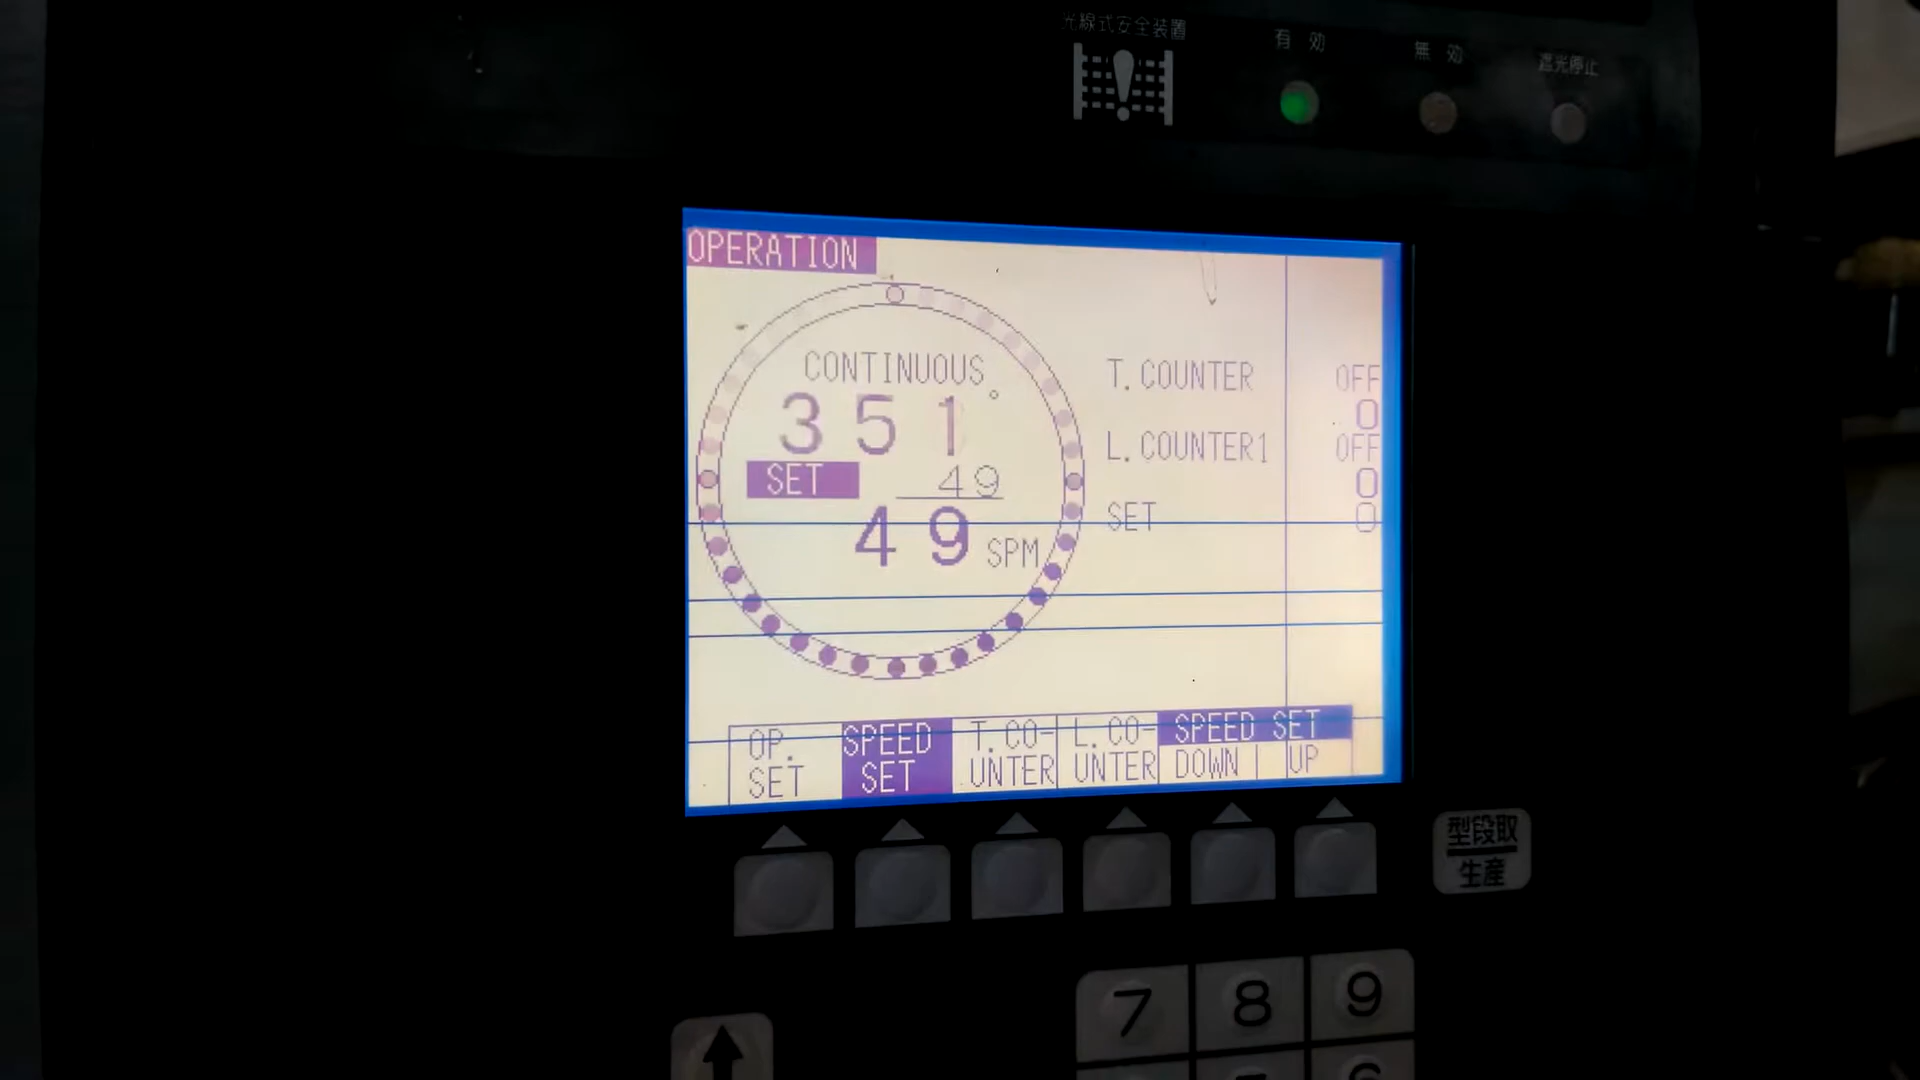 光線式安全装置
有 効
無 効
遮光停止
OPERATION
CONTINUOUS
351°
SET 49
49 SPM
T.COUNTER OFF
0
L.COUNTER1 OFF
0
SET 0
OP. SET
SPEED SET
T.CO-UNTER
L.CO-UNTER
SPEED SET
DOWN UP
型段取
生産
7 8 9
6